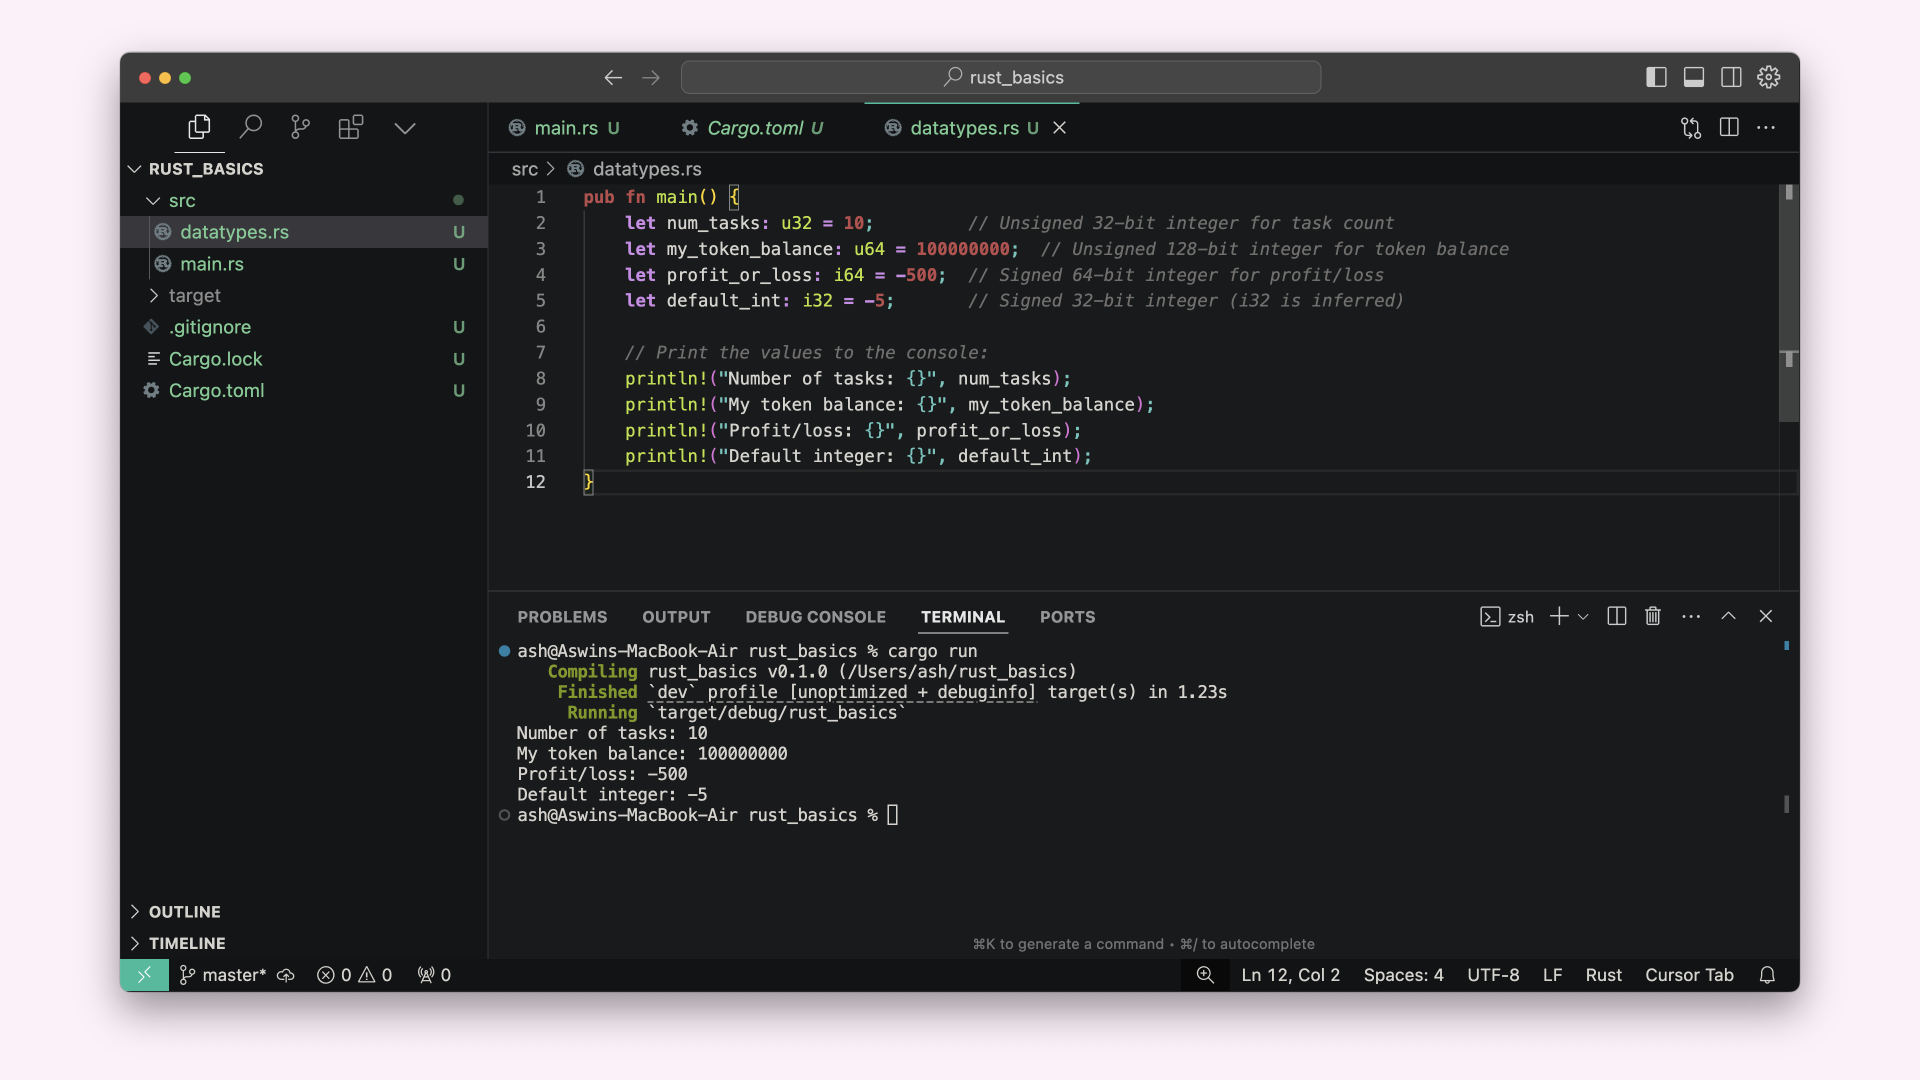 rust_basics
main.rs U
Cargo.toml U
datatypes.rs U
RUST_BASICS
src
datatypes.rs U
main.rs U
target
.gitignore U
Cargo.lock U
Cargo.toml U
OUTLINE
TIMELINE
src > datatypes.rs
1 pub fn main() {
2     let num_tasks: u32 = 10;         // Unsigned 32-bit integer for task count
3     let my_token_balance: u64 = 100000000;  // Unsigned 128-bit integer for token balance
4     let profit_or_loss: i64 = -500;  // Signed 64-bit integer for profit/loss
5     let default_int: i32 = -5;       // Signed 32-bit integer (i32 is inferred)
6
7     // Print the values to the console:
8     println!("Number of tasks: {}", num_tasks);
9     println!("My token balance: {}", my_token_balance);
10     println!("Profit/loss: {}", profit_or_loss);
11     println!("Default integer: {}", default_int);
12 }
PROBLEMS OUTPUT DEBUG CONSOLE TERMINAL PORTS zsh
ash@Aswins-MacBook-Air rust_basics % cargo run
   Compiling rust_basics v0.1.0 (/Users/ash/rust_basics)
    Finished `dev` profile [unoptimized + debuginfo] target(s) in 1.23s
     Running `target/debug/rust_basics`
Number of tasks: 10
My token balance: 100000000
Profit/loss: -500
Default integer: -5
ash@Aswins-MacBook-Air rust_basics %
⌘K to generate a command • ⌘/ to autocomplete
master* 0 0 0 Ln 12, Col 2 Spaces: 4 UTF-8 LF Rust Cursor Tab